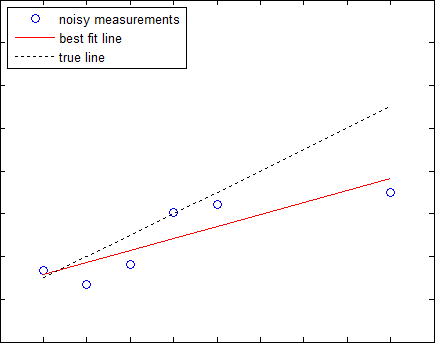 noisy measurements
best fit line
true line